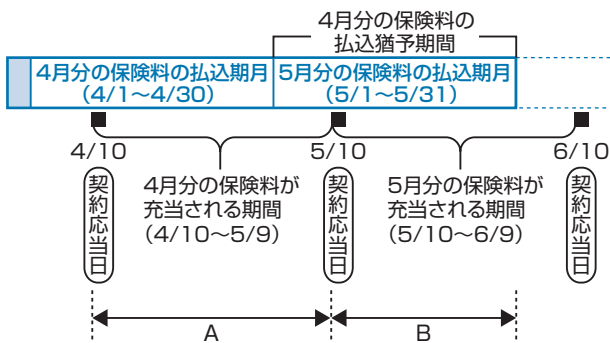 4月分の保険料の
払込猶予期間
4月分の保険料の払込期月
(4/1〜4/30)
5月分の保険料の払込期月
(5/1〜5/31)
4/10
5/10
6/10
契約応当日
4月分の保険料が
充当される期間
(4/10〜5/9)
契約応当日
5月分の保険料が
充当される期間
(5/10〜6/9)
契約応当日
A
B